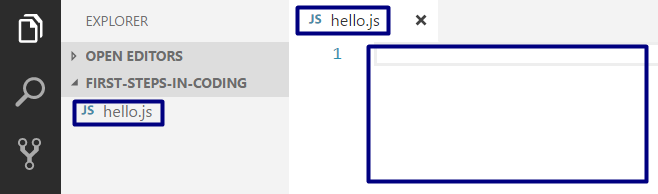 EXPLORER
OPEN EDITORS
FIRST-STEPS-IN-CODING
JS hello.js
JS hello.js
1